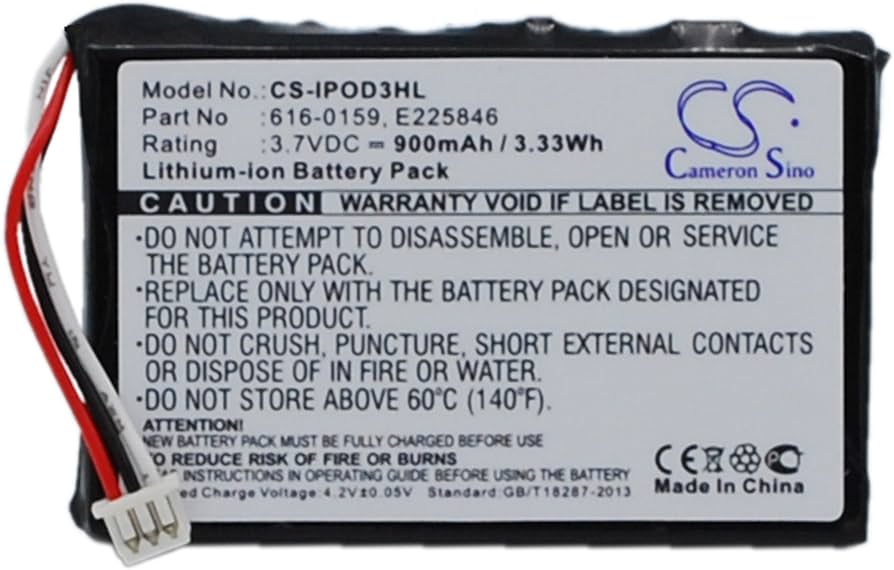 Model No.: CS-IPOD3HL
Part No : 616-0159, E225846
Rating : 3.7VDC ⎓ 900mAh / 3.33Wh
Lithium-ion Battery Pack
CS
Cameron Sino
CAUTION WARRANTY VOID IF LABEL IS REMOVED
•DO NOT ATTEMPT TO DISASSEMBLE, OPEN OR SERVICE
THE BATTERY PACK.
•REPLACE ONLY WITH THE BATTERY PACK DESIGNATED
FOR THIS PRODUCT.
•DO NOT CRUSH, PUNCTURE, SHORT EXTERNAL CONTACTS
OR DISPOSE OF IN FIRE OR WATER.
•DO NOT STORE ABOVE 60°C (140°F).
ATTENTION!
NEW BATTERY PACK MUST BE FULLY CHARGED BEFORE USE
TO REDUCE RISK OF FIRE OR BURNS
INSTRUCTIONS IN OPERATING THE BATTERY
Charge Voltage:4.2V±0.05V Standard:GB/T18287-2013
CE
Made In China